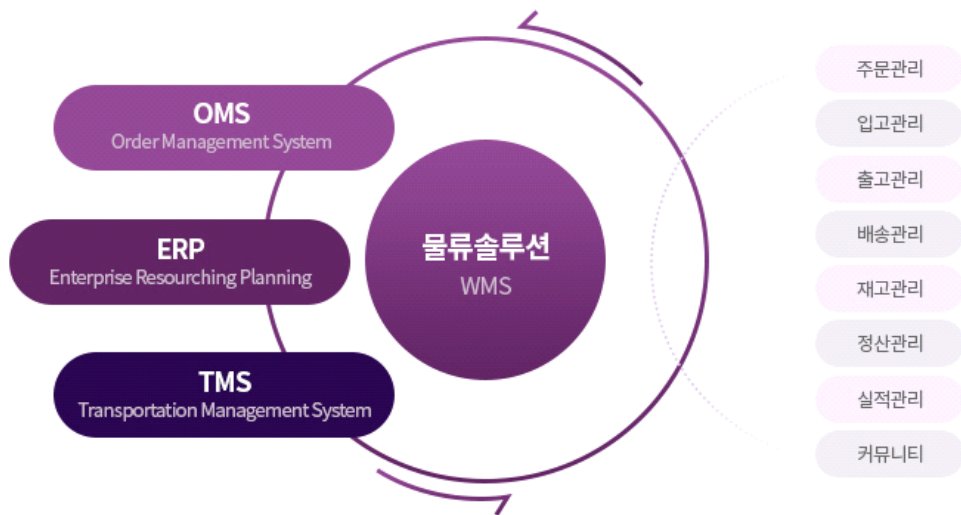 OMS
Order Management System
ERP
Enterprise Resourching Planning
TMS
Transportation Management System
물류솔루션
WMS
주문관리
입고관리
출고관리
배송관리
재고관리
정산관리
실적관리
커뮤니티